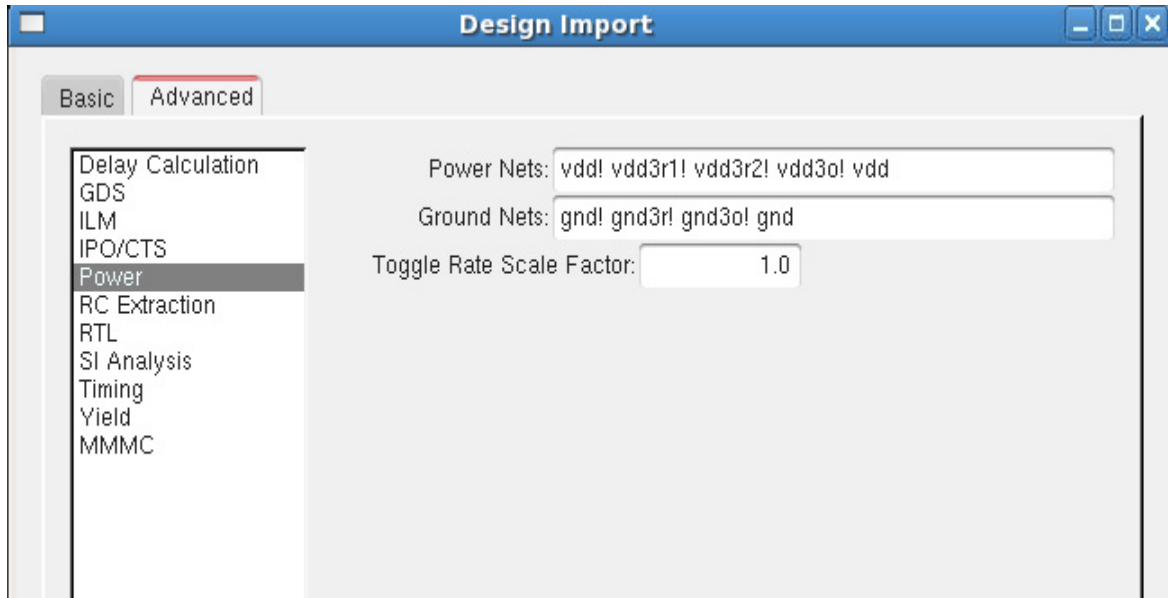 Design Import
Basic Advanced
Delay Calculation
GDS
ILM
IPO/CTS
Power
RC Extraction
RTL
SI Analysis
Timing
Yield
MMMC
Power Nets: vdd! vdd3r1! vdd3r2! vdd3o! vdd
Ground Nets: gnd! gnd3r! gnd3o! gnd
Toggle Rate Scale Factor: 1.0